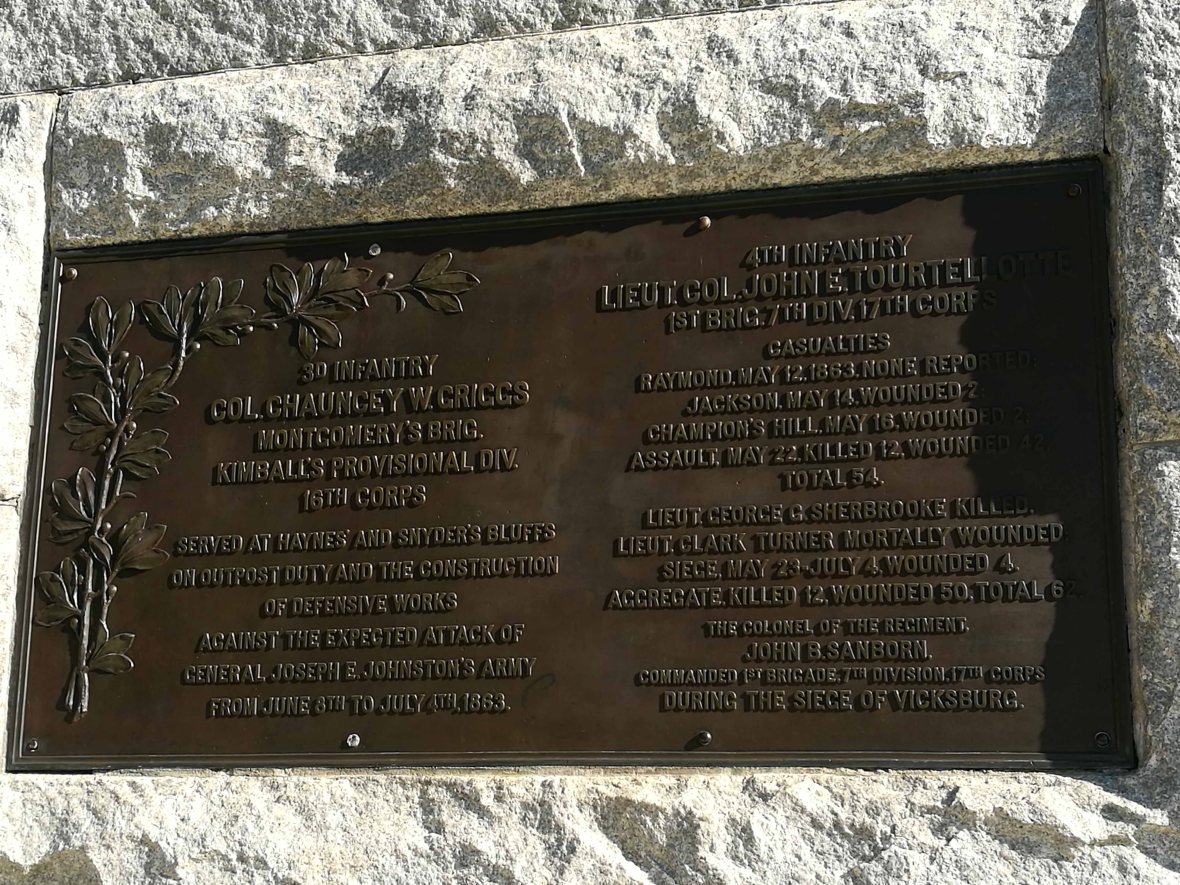 3D INFANTRY
COL. CHAUNCEY W. GRIGGS
MONTGOMERY'S BRIG.
KIMBALL'S PROVISIONAL DIV.
16TH CORPS
SERVED AT HAYNES' AND SNYDER'S BLUFFS
ON OUTPOST DUTY AND THE CONSTRUCTION
OF DEFENSIVE WORKS
AGAINST THE EXPECTED ATTACK OF
GENERAL JOSEPH E. JOHNSTON'S ARMY
FROM JUNE 8TH TO JULY 4TH, 1863.
4TH INFANTRY
LIEUT. COL. JOHN E. TOURTELLOTTE
1ST BRIG. 7TH DIV. 17TH CORPS
CASUALTIES
RAYMOND, MAY 12, 1863, NONE REPORTED;
JACKSON, MAY 14, WOUNDED 2;
CHAMPION'S HILL, MAY 16, WOUNDED 2;
ASSAULT, MAY 22, KILLED 12, WOUNDED 42,
TOTAL 54.
LIEUT. GEORGE G. SHERBROOKE KILLED,
LIEUT. CLARK TURNER MORTALLY WOUNDED
SIEGE, MAY 23-JULY 4, WOUNDED 4.
AGGREGATE, KILLED 12, WOUNDED 50, TOTAL 62.
THE COLONEL OF THE REGIMENT,
JOHN B. SANBORN,
COMMANDED 1ST BRIGADE, 7TH DIVISION, 17TH CORPS
DURING THE SIEGE OF VICKSBURG.